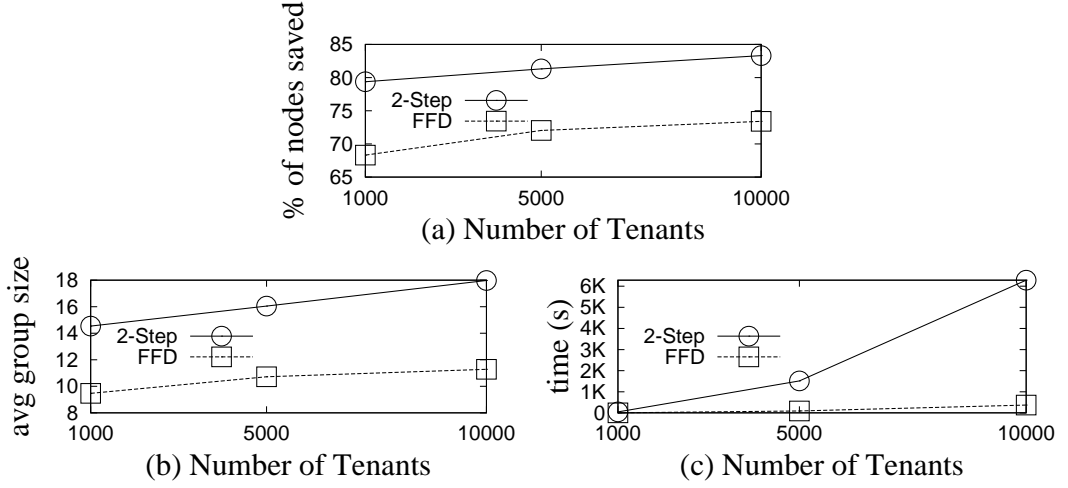 % of nodes saved
85
80
75
70
65
2-Step
FFD
1000 5000 10000
(a) Number of Tenants
avg group size
18
16
14
12
10
8
2-Step
FFD
1000 5000 10000
(b) Number of Tenants
time (s)
6K
5K
4K
3K
2K
1K
0
2-Step
FFD
1000 5000 10000
(c) Number of Tenants